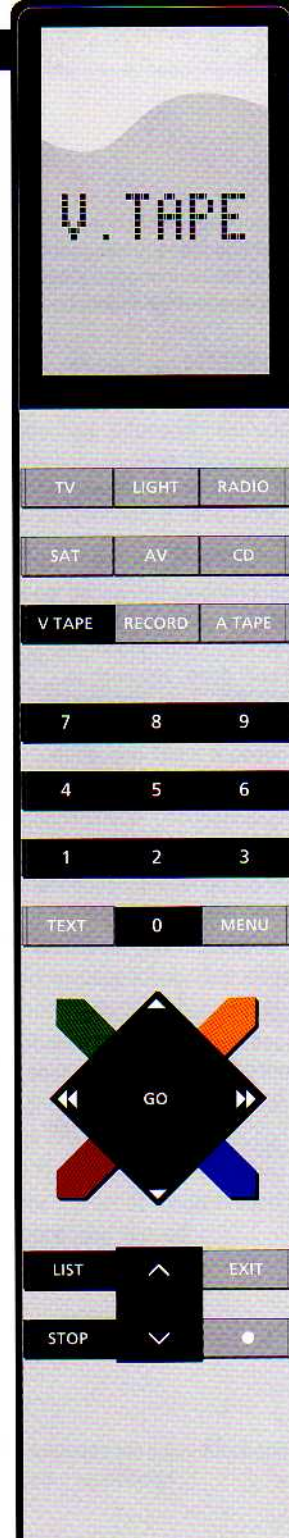 V.TAPE
TV LIGHT RADIO
SAT AV CD
V TAPE RECORD A TAPE
7 8 9
4 5 6
1 2 3
TEXT 0 MENU
GO
LIST EXIT
STOP